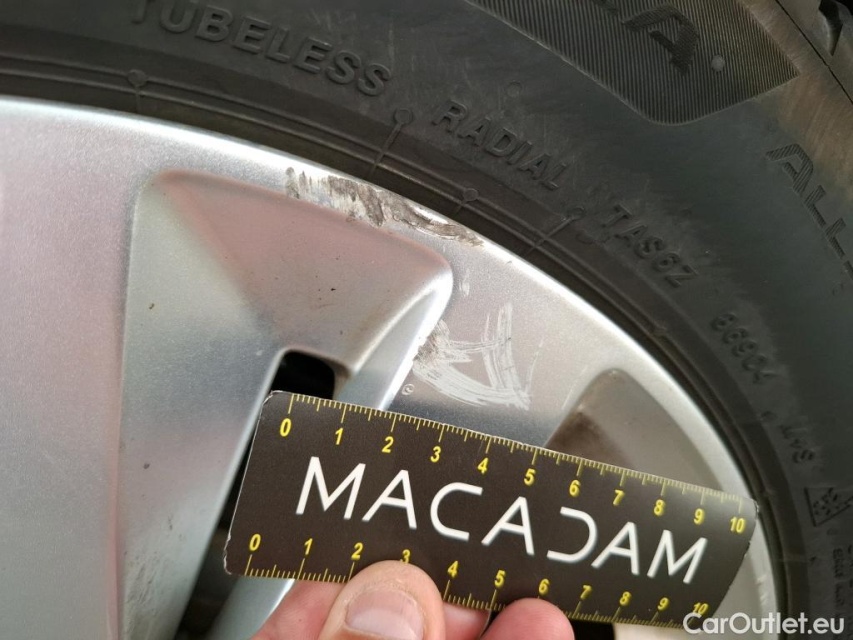 TUBELESS
RADIAL
ALL
0 1 2 3 4 5 6 7 8 9 10
MACADAM
0 1 2 3 4 5 6 7 8 9 10
CarOutlet.eu